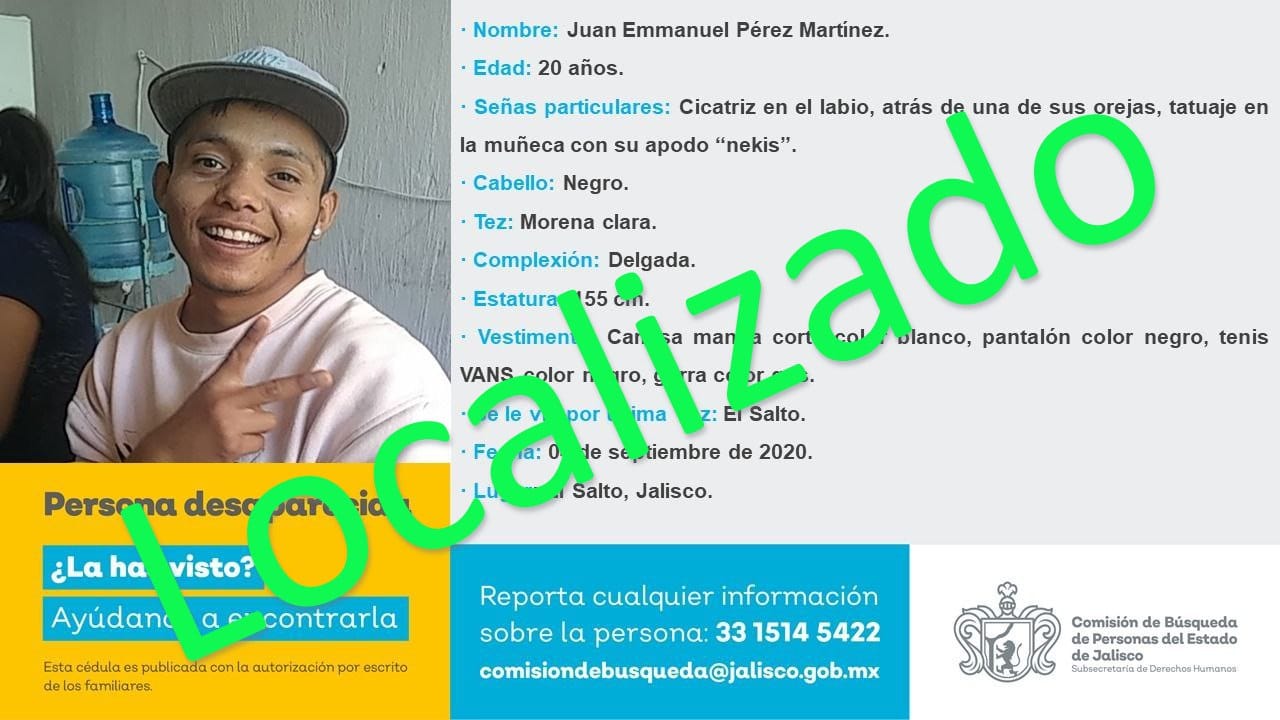 · Nombre: Juan Emmanuel Pérez Martínez.
· Edad: 20 años.
· Señas particulares: Cicatriz en el labio, atrás de una de sus orejas, tatuaje en
la muñeca con su apodo “nekis”.
· Cabello: Negro.
· Tez: Morena clara.
· Complexión: Delgada.
· Estatura: 155 cm.
· Vestimenta: Camisa manga corta color blanco, pantalón color negro, tenis
VANS color negro, gorra color gris.
· Se le vio por última vez: El Salto.
· Fecha: de septiembre de 2020.
· Lugar: El Salto, Jalisco.
Localizado
Persona desaparecida
¿La has visto?
Ayúdanos a encontrarla
Esta cédula es publicada con la autorización por escrito
de los familiares.
Reporta cualquier información
sobre la persona: 33 1514 5422
comisiondebusqueda@jalisco.gob.mx
Comisión de Búsqueda
de Personas del Estado
de Jalisco
Subsecretaría de Derechos Humanos